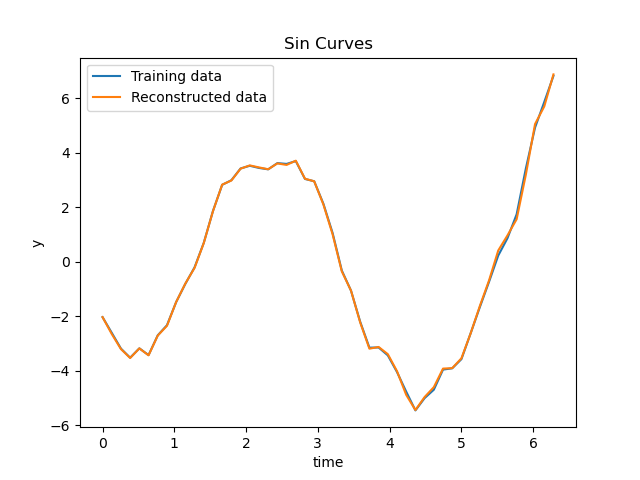 Sin Curves
Training data
Reconstructed data
6
4
2
0
−2
−4
−6
y
0 1 2 3 4 5 6
time